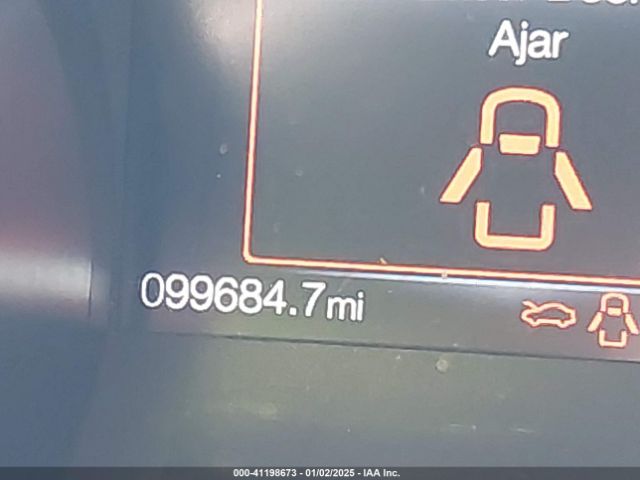 Ajar
099684.7mi
000-41198673 - 01/02/2025 - IAA Inc.